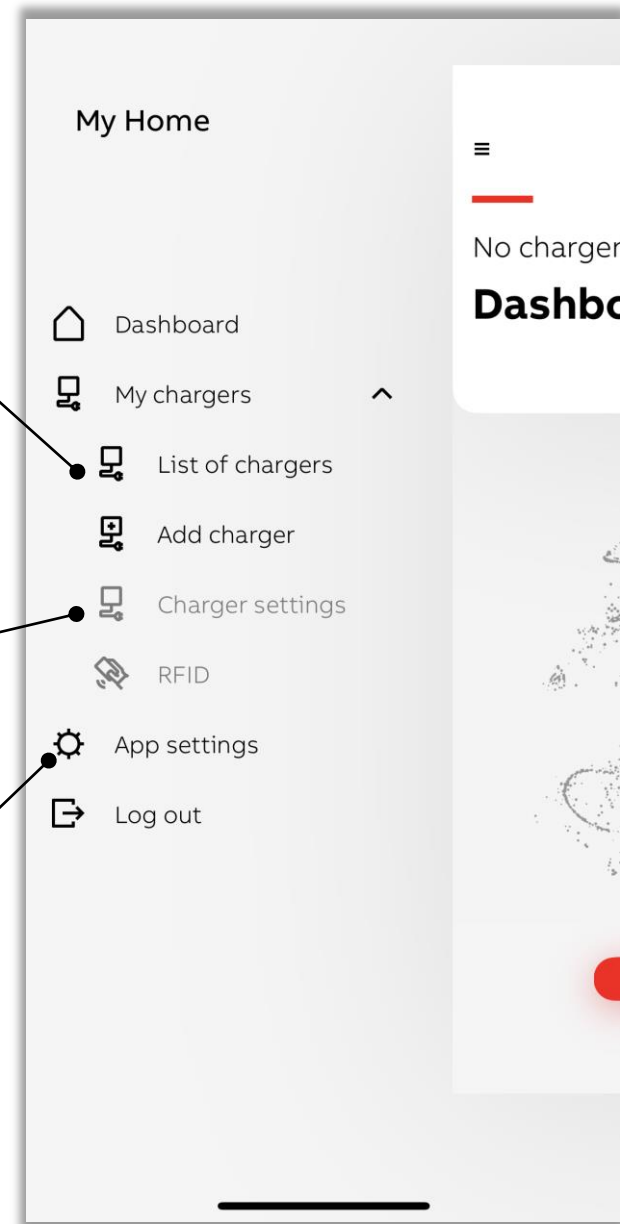 My Home
Dashboard
My chargers
List of chargers
Add charger
Charger settings
RFID
App settings
Log out
No charger
Dashbo